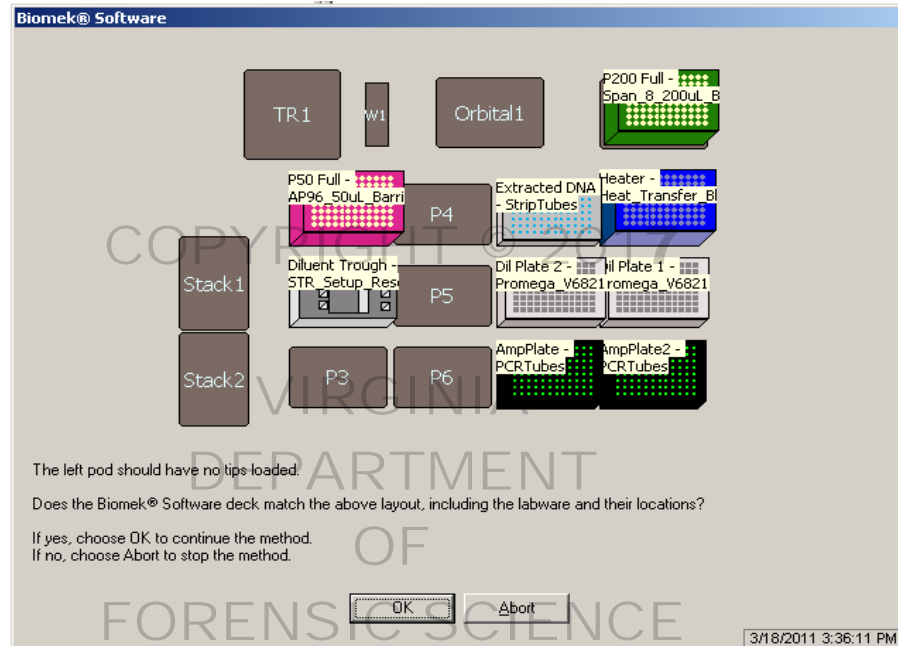 Biomek® Software
TR1
W1
Orbital1
P200 Full -
Span_8_200uL_B
P50 Full -
AP96_50uL_Barri
P4
Extracted DNA
- StripTubes
Heater -
Heat_Transfer_Bl
COPYRIGHT © 2017
Stack1
Diluent Trough -
STR_Setup_Res
P5
Dil Plate 2 -
Promega_V6821
il Plate 1 -
romega_V6821
Stack2
P3
P6
AmpPlate -
PCRTubes
AmpPlate2 -
PCRTubes
VIRGINIA
The left pod should have no tips loaded.
DEPARTMENT
Does the Biomek® Software deck match the above layout, including the labware and their locations?
If yes, choose OK to continue the method.
If no, choose Abort to stop the method.
OF
OK
Abort
FORENSIC SCIENCE
3/18/2011 3:36:11 PM